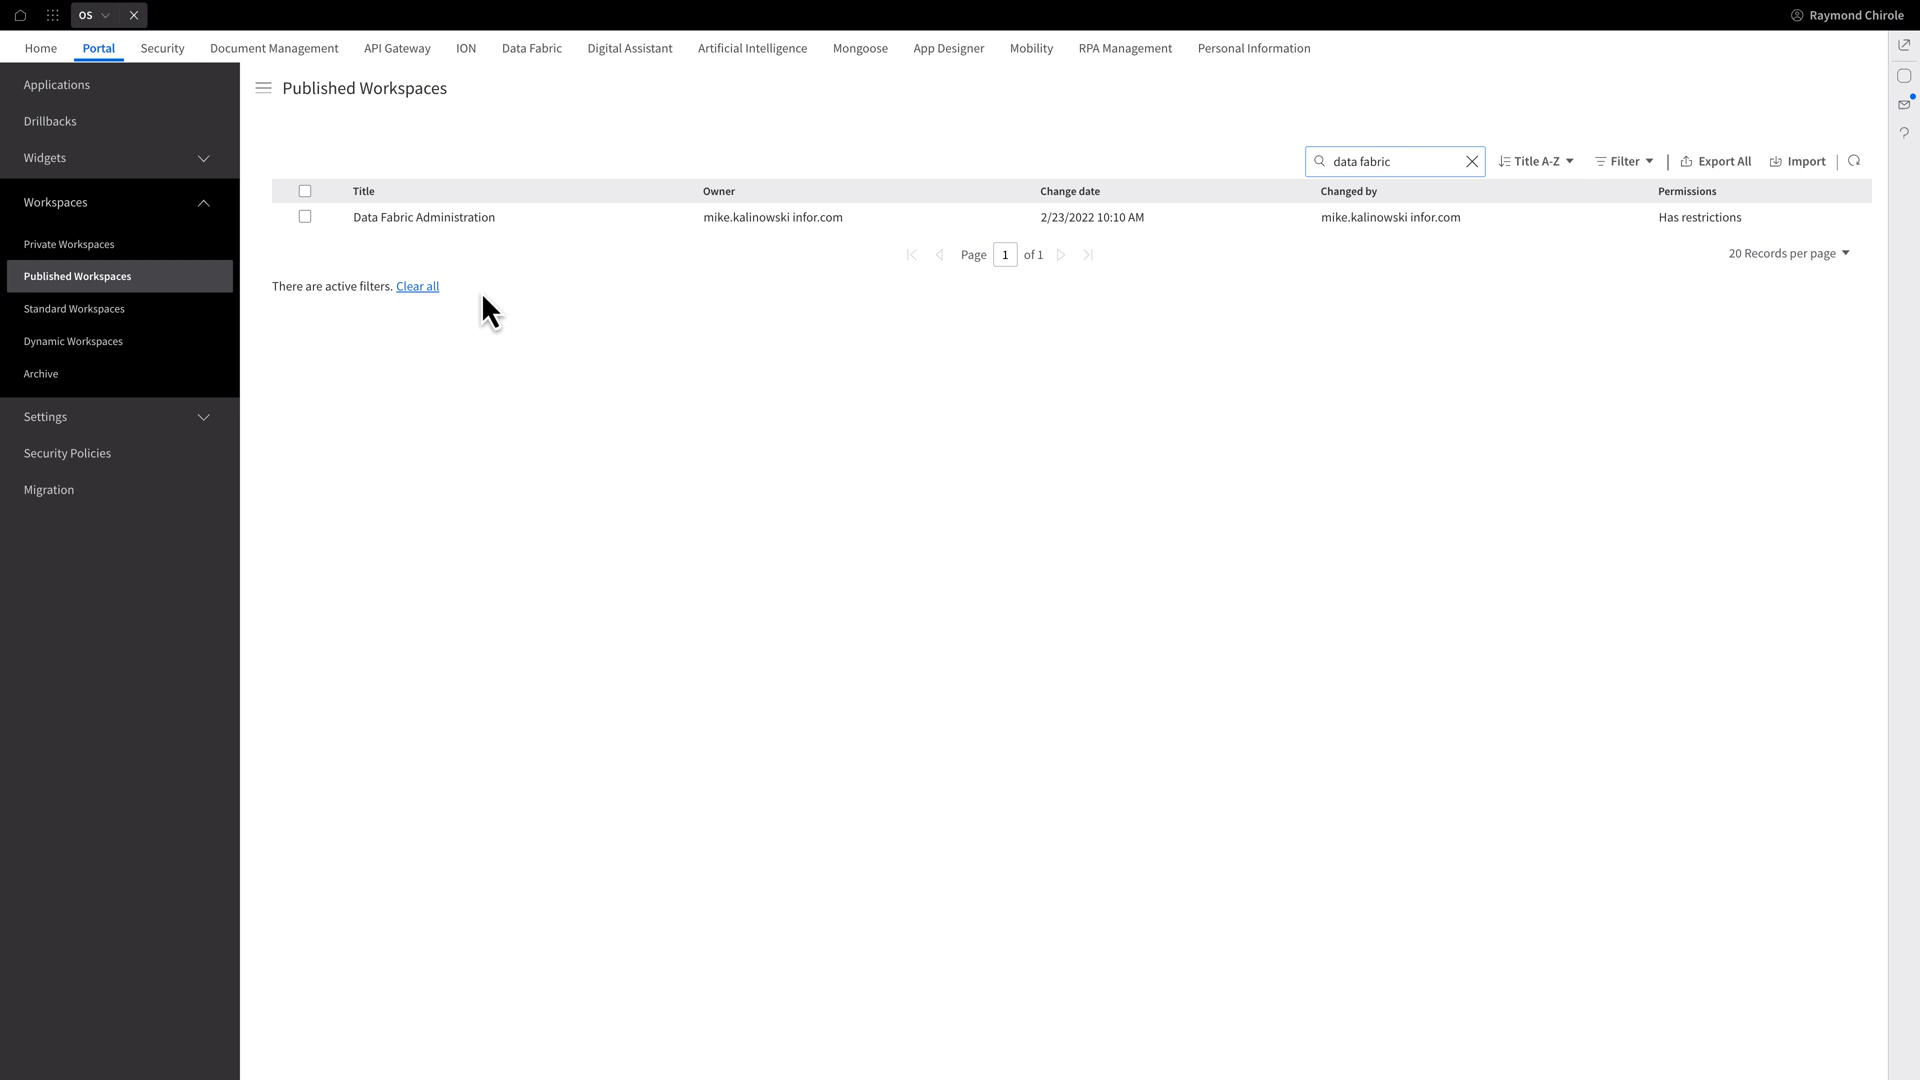 OS
Raymond Chirole
Home Portal Security Document Management API Gateway ION Data Fabric Digital Assistant Artificial Intelligence Mongoose App Designer Mobility RPA Management Personal Information
Applications
Drillbacks
Widgets
Workspaces
Private Workspaces
Published Workspaces
Standard Workspaces
Dynamic Workspaces
Archive
Settings
Security Policies
Migration
Published Workspaces
data fabric Title A-Z Filter Export All Import
Title Owner Change date Changed by Permissions
Data Fabric Administration mike.kalinowski infor.com 2/23/2022 10:10 AM mike.kalinowski infor.com Has restrictions
Page 1 of 1 20 Records per page
There are active filters. Clear all